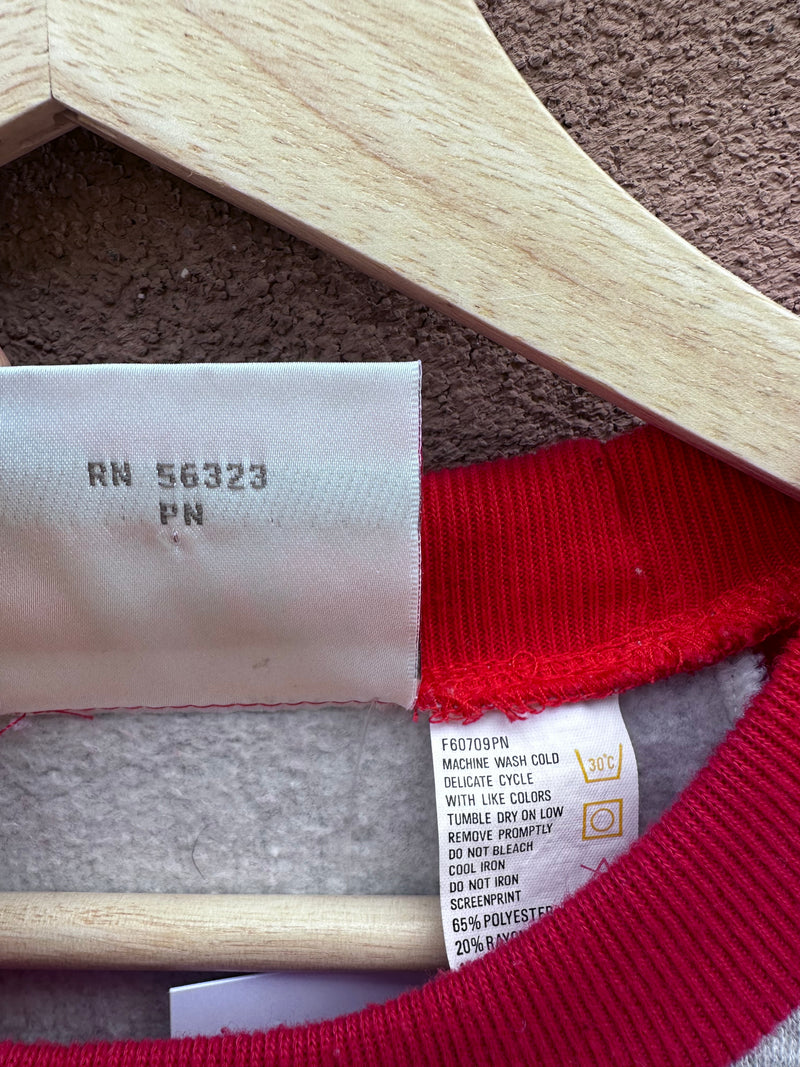 RN 56323
PN
F60709PN
MACHINE WASH COLD
DELICATE CYCLE
WITH LIKE COLORS
TUMBLE DRY ON LOW
REMOVE PROMPTLY
DO NOT BLEACH
COOL IRON
DO NOT IRON
SCREENPRINT
65% POLYESTER
20%
30°C